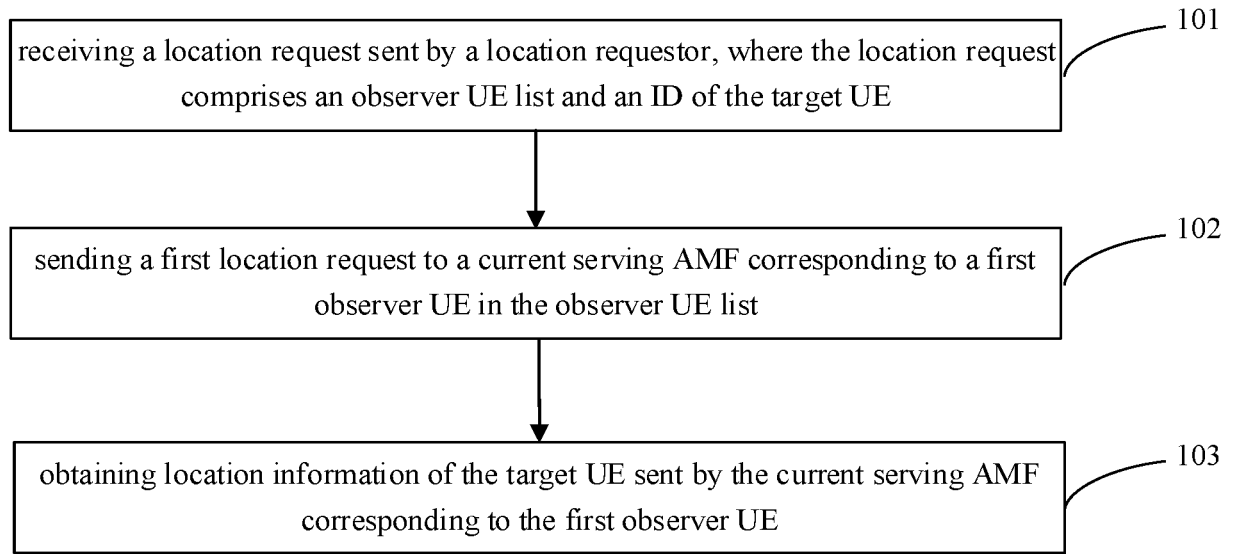 101
receiving a location request sent by a location requestor, where the location request
comprises an observer UE list and an ID of the target UE
102
sending a first location request to a current serving AMF corresponding to a first
observer UE in the observer UE list
103
obtaining location information of the target UE sent by the current serving AMF
corresponding to the first observer UE